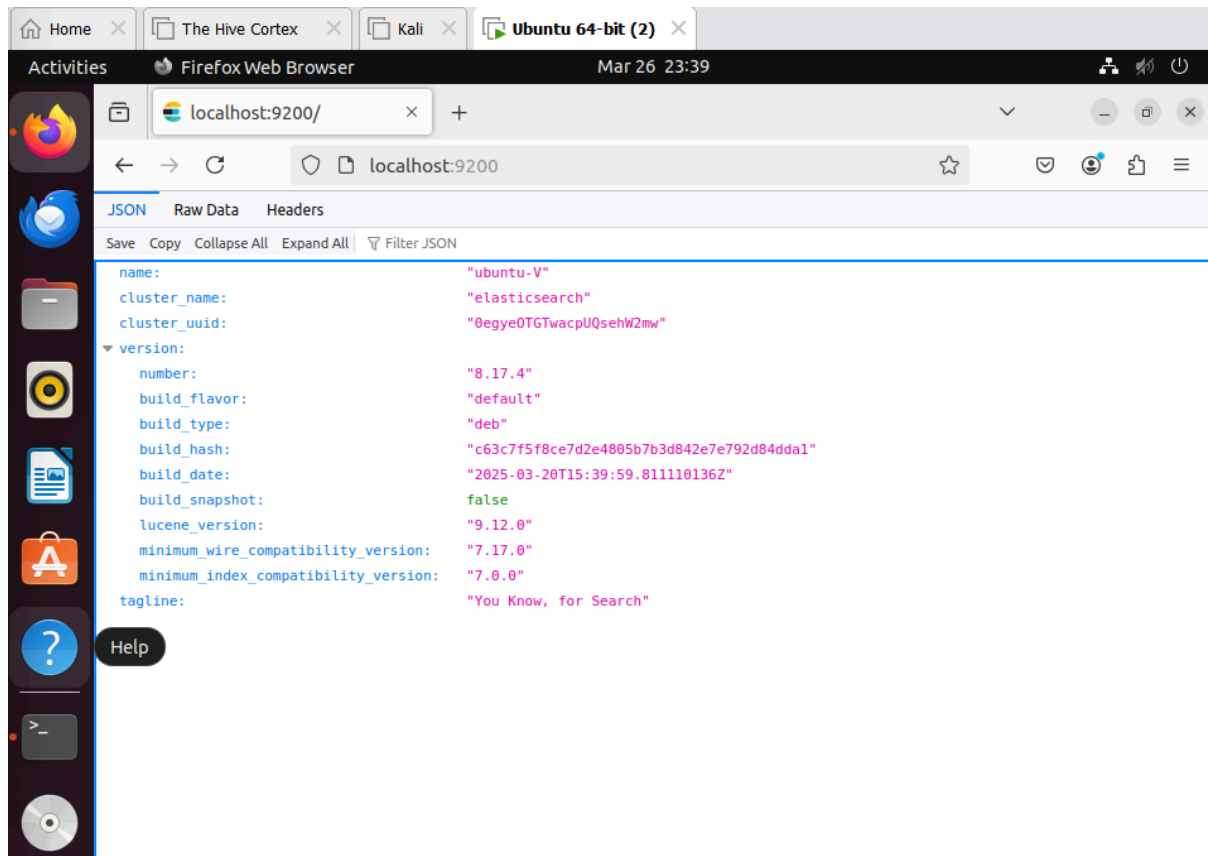 Home The Hive Cortex Kali Ubuntu 64-bit (2)
Activities Firefox Web Browser Mar 26 23:39
localhost:9200/
localhost:9200
JSON Raw Data Headers
Save Copy Collapse All Expand All Filter JSON
name: "ubuntu-V"
cluster_name: "elasticsearch"
cluster_uuid: "0egyeOTGTwacpUQsehW2mw"
version:
number: "8.17.4"
build_flavor: "default"
build_type: "deb"
build_hash: "c63c7f5f8ce7d2e4805b7b3d842e7e792d84dda1"
build_date: "2025-03-20T15:39:59.811110136Z"
build_snapshot: false
lucene_version: "9.12.0"
minimum_wire_compatibility_version: "7.17.0"
minimum_index_compatibility_version: "7.0.0"
tagline: "You Know, for Search"
Help